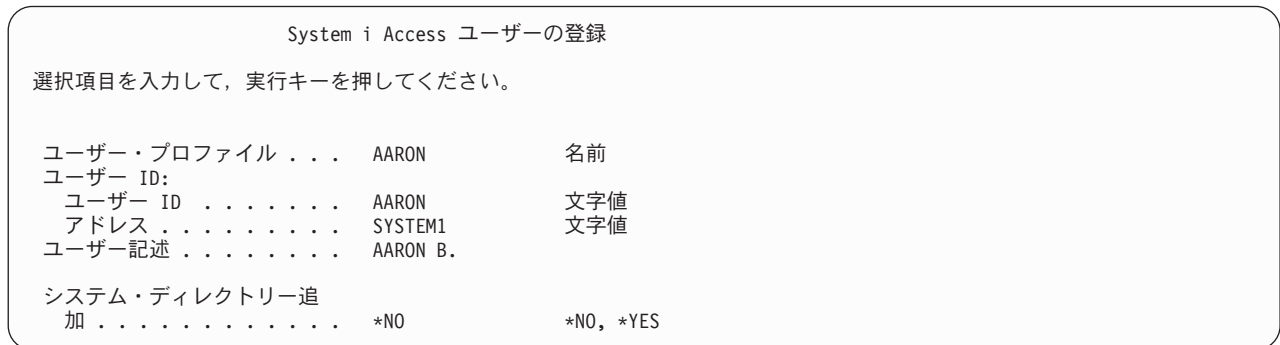 System i Access ユーザーの登録
選択項目を入力して, 実行キーを押してください。
ユーザー・プロファイル . . . AARON 名前
ユーザー ID:
ユーザー ID . . . . . . . AARON 文字値
アドレス . . . . . . . . . SYSTEM1 文字値
ユーザー記述 . . . . . . . . AARON B.
システム・ディレクトリー追
加 . . . . . . . . . . . . *NO *NO, *YES